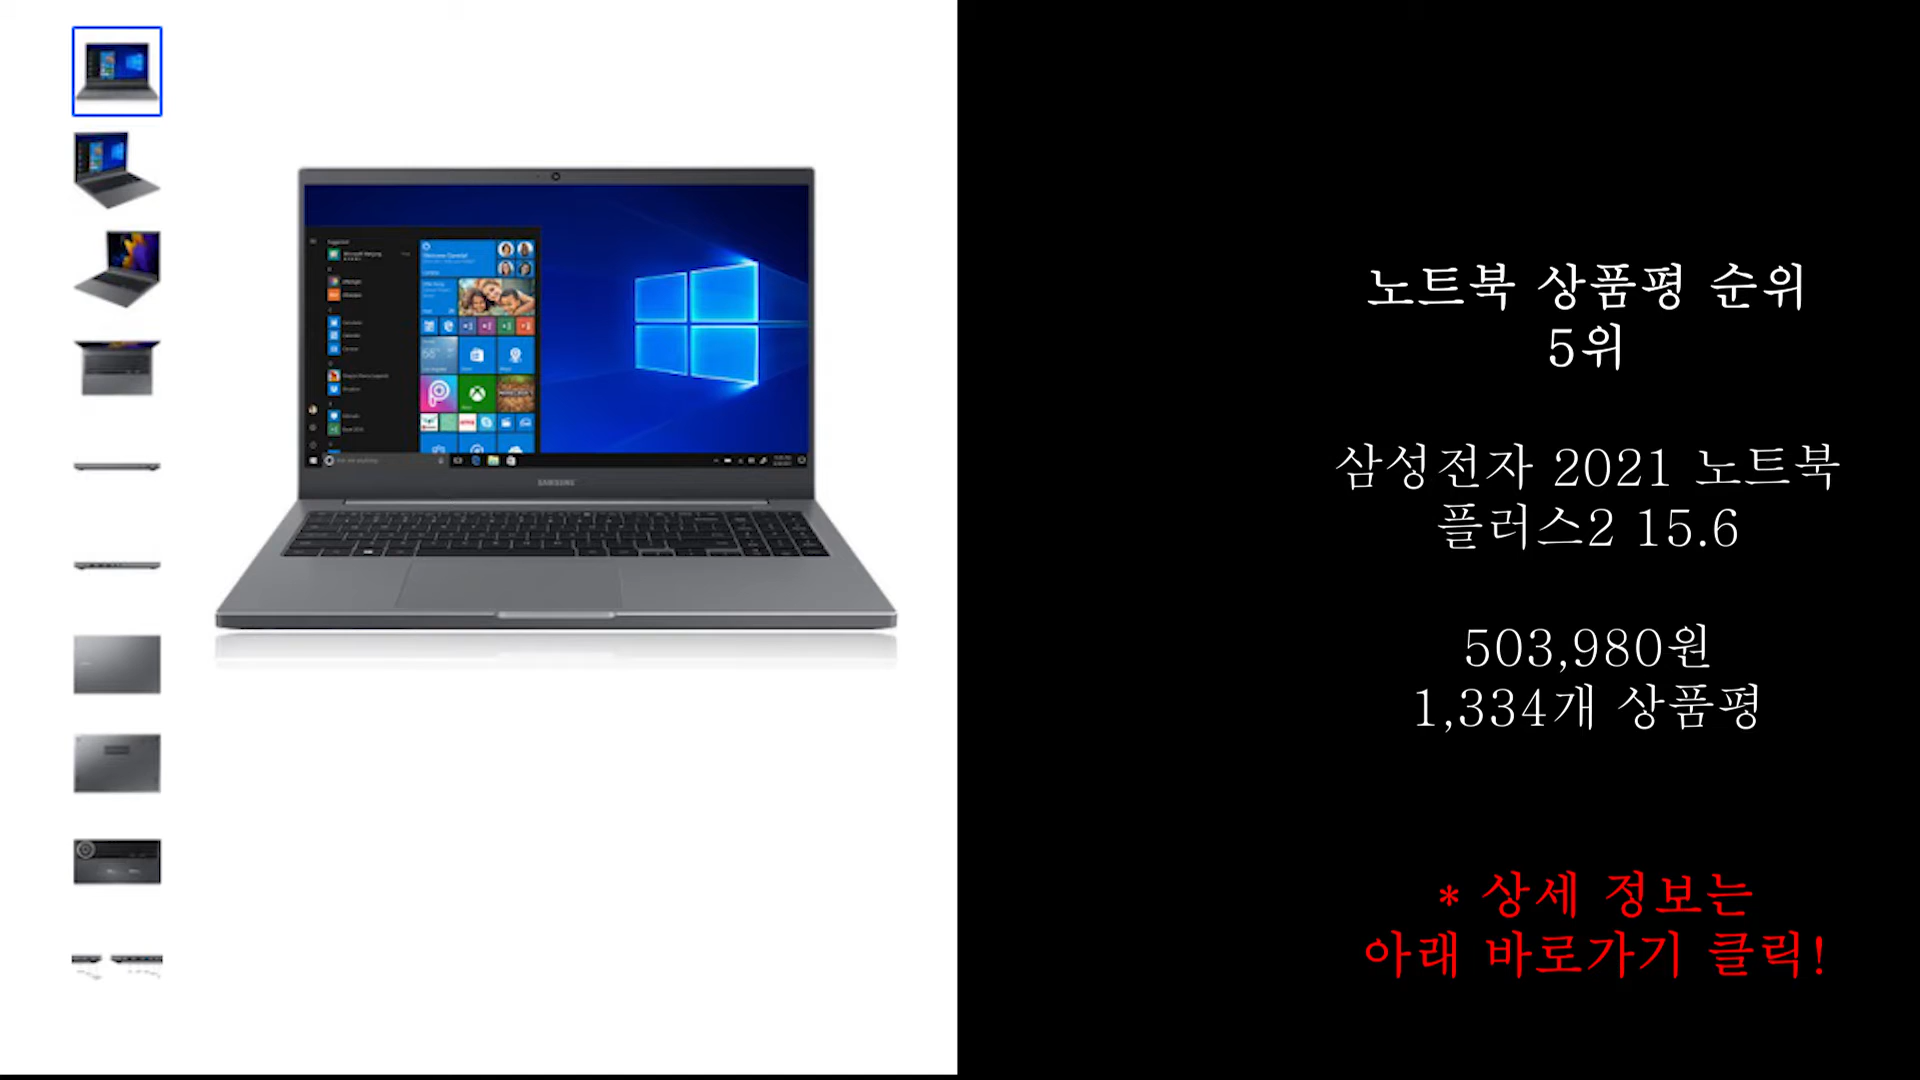 SAMSUNG
노트북 상품평 순위
5위
삼성전자 2021 노트북
플러스2 15.6
503,980원
1,334개 상품평
* 상세 정보는
아래 바로가기 클릭!